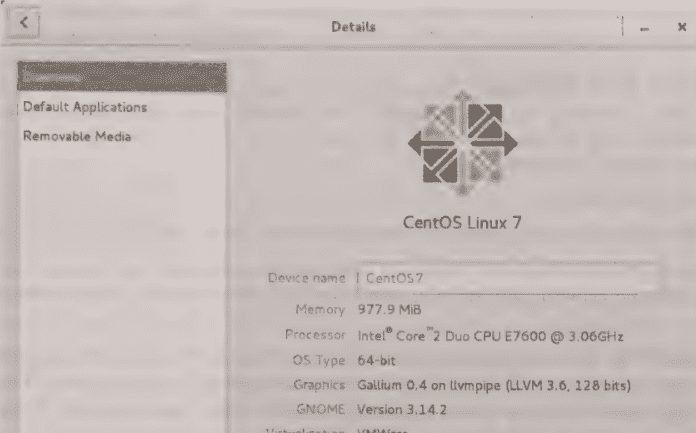 Details
Default Applications
Removable Media
CentOS Linux 7
Device name CentOS7
Memory 977.9 MiB
Processor Intel® Core™2 Duo CPU E7600 @ 3.06GHz
OS Type 64-bit
Graphics Gallium 0.4 on llvmpipe (LLVM 3.6, 128 bits)
GNOME Version 3.14.2